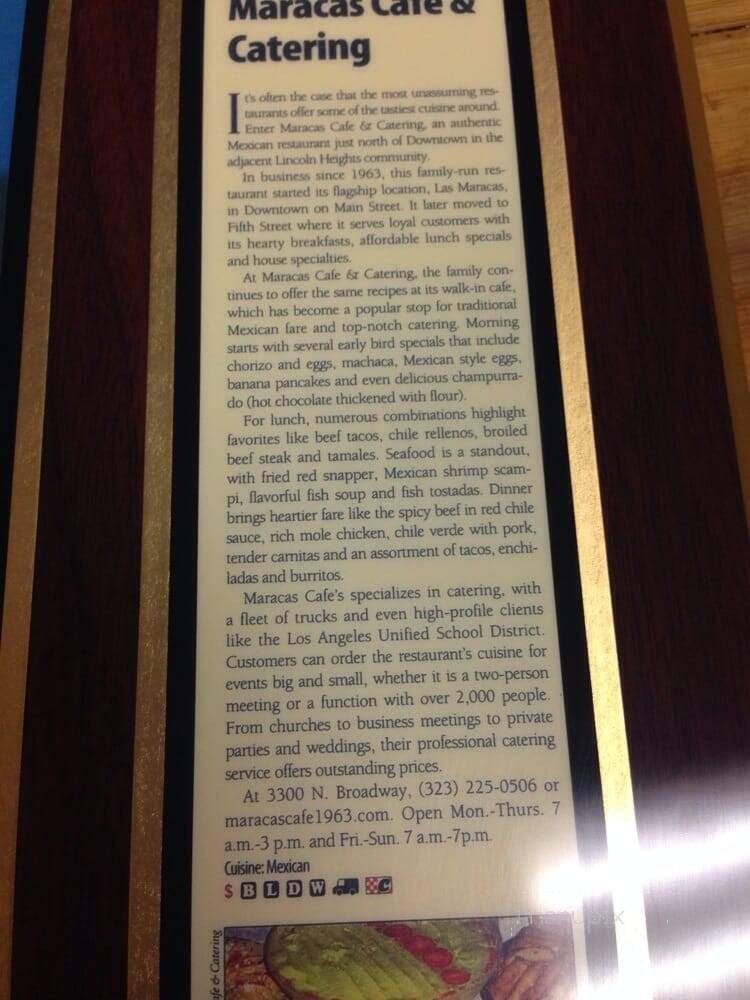 Maracas Cafe &
Catering
It's often the case that the most unassuming res-
taurants offer some of the tastiest cuisine around.
Enter Maracas Cafe & Catering, an authentic
Mexican restaurant just north of Downtown in the
adjacent Lincoln Heights community.
In business since 1963, this family-run res-
taurant started its flagship location, Las Maracas,
in Downtown on Main Street. It later moved to
Fifth Street where it serves loyal customers with
its hearty breakfasts, affordable lunch specials
and house specialties.
At Maracas Cafe & Catering, the family con-
tinues to offer the same recipes at its walk-in cafe,
which has become a popular stop for traditional
Mexican fare and top-notch catering. Morning
starts with several early bird specials that include
chorizo and eggs, machaca, Mexican style eggs,
banana pancakes and even delicious champurra-
do (hot chocolate thickened with flour).
For lunch, numerous combinations highlight
favorites like beef tacos, chile rellenos, broiled
beef steak and tamales. Seafood is a standout,
with fried red snapper, Mexican shrimp scam-
pi, flavorful fish soup and fish tostadas. Dinner
brings heartier fare like the spicy beef in red chile
sauce, rich mole chicken, chile verde with pork,
tender carnitas and an assortment of tacos, enchi-
ladas and burritos.
Maracas Cafe's specializes in catering, with
a fleet of trucks and even high-profile clients
like the Los Angeles Unified School District.
Customers can order the restaurant's cuisine for
events big and small, whether it is a two-person
meeting or a function with over 2,000 people.
From churches to business meetings to private
parties and weddings, their professional catering
service offers outstanding prices.
At 3300 N. Broadway, (323) 225-0506 or
maracascafe1963.com. Open Mon.-Thurs. 7
a.m.-3 p.m. and Fri.-Sun. 7 a.m.-7p.m.
Cuisine: Mexican
$ B L D W C
& Catering